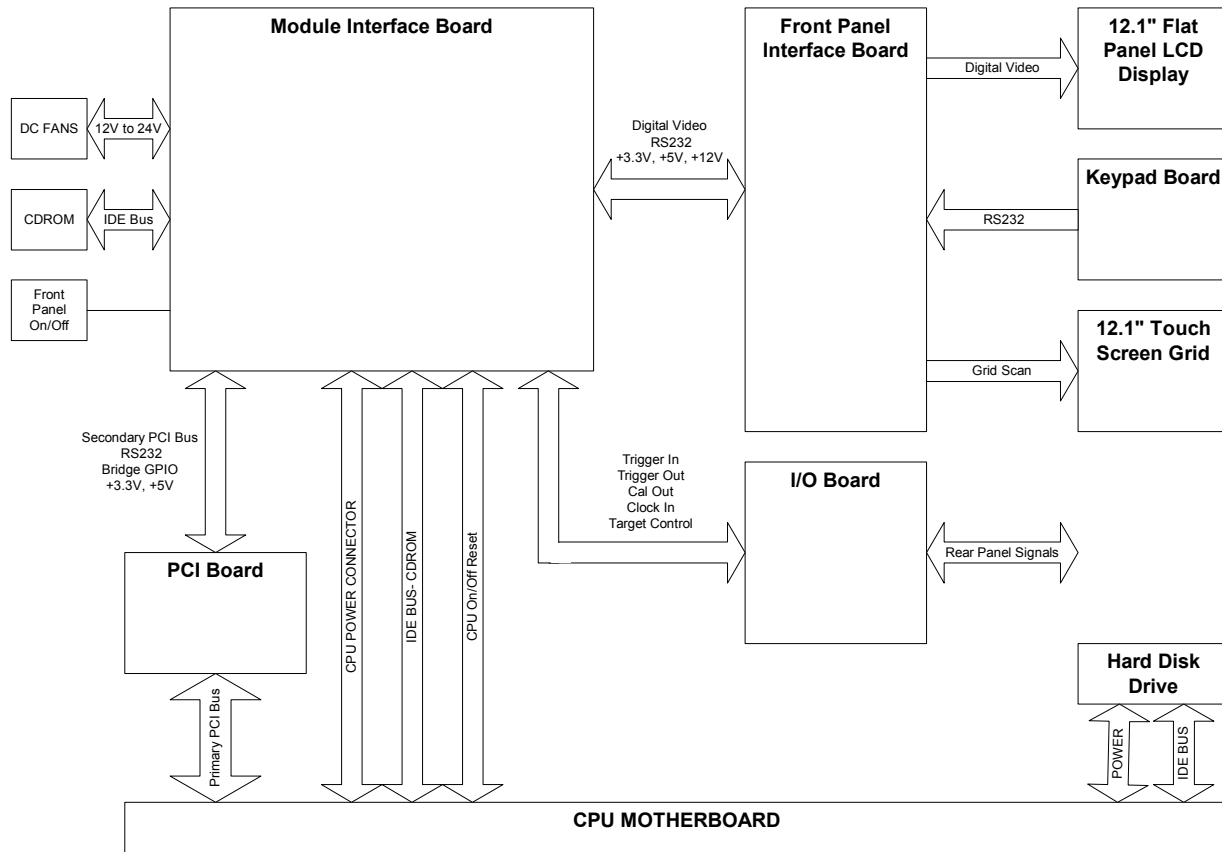 Module Interface Board
Front Panel
Interface Board
12.1" Flat
Panel LCD
Display
Digital Video
DC FANS
12V to 24V
Digital Video
RS232
+3.3V, +5V, +12V
Keypad Board
CDROM
IDE Bus
RS232
Front
Panel
On/Off
12.1" Touch
Screen Grid
Grid Scan
Secondary PCI Bus
RS232
Bridge GPIO
+3.3V, +5V
Trigger In
Trigger Out
Cal Out
Clock In
Target Control
I/O Board
Rear Panel Signals
PCI Board
CPU POWER CONNECTOR
IDE BUS- CDROM
CPU On/Off Reset
Hard Disk
Drive
Primary PCI Bus
POWER
IDE BUS
CPU MOTHERBOARD